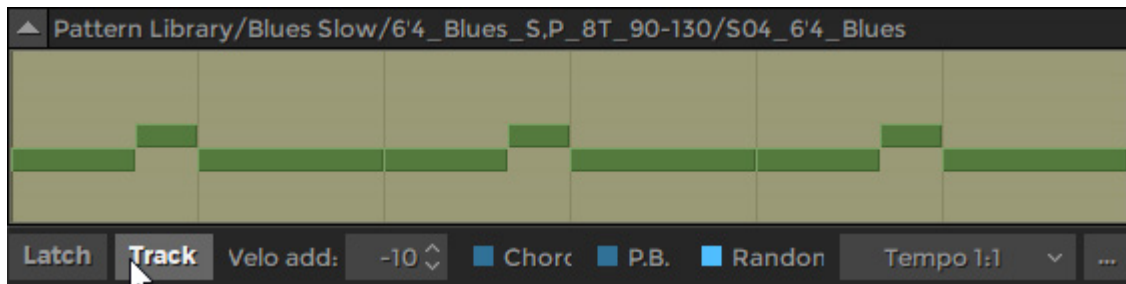 Pattern Library/Blues Slow/6'4_Blues_S,P_8T_90-130/S04_6'4_Blues
Latch Track Velo add: -10 Chorc P.B. Randon Tempo 1:1 ...